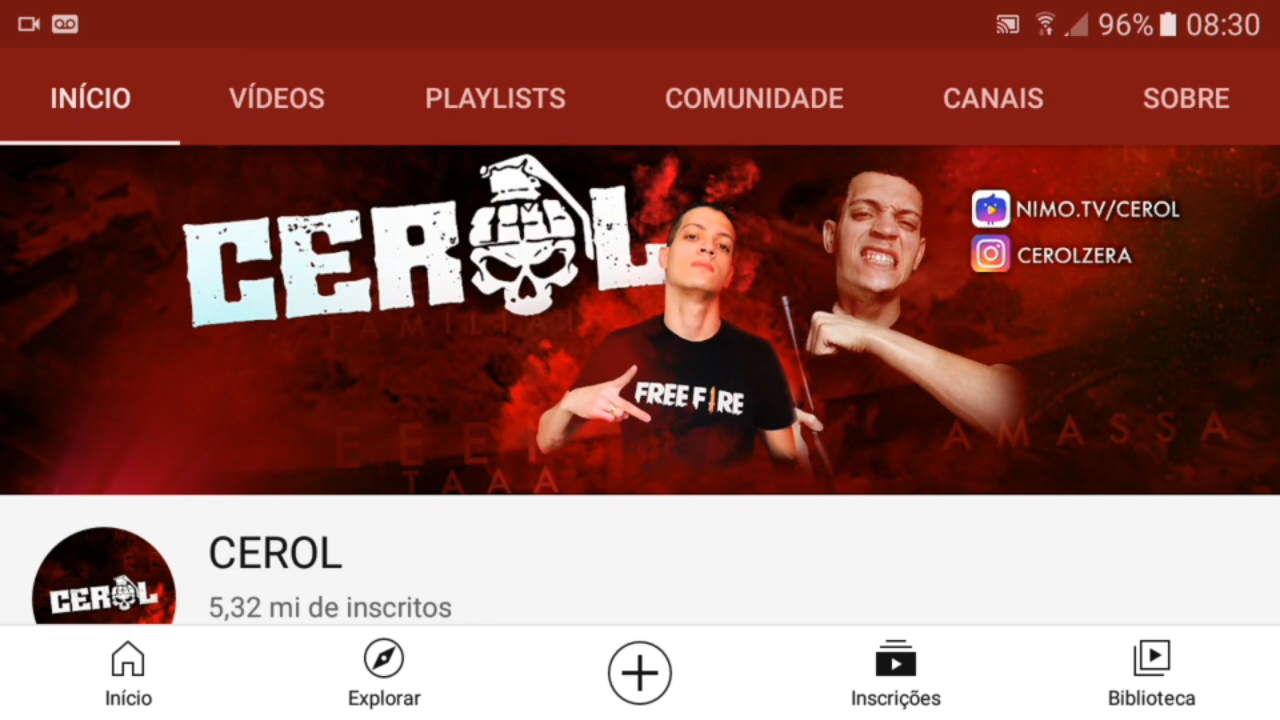 96% 08:30
INÍCIO VÍDEOS PLAYLISTS COMUNIDADE CANAIS SOBRE
CEROL
NIMO.TV/CEROL
CEROLZERA
FREE FIRE
AMASSA
TAAA
CEROL
CEROL
5,32 mi de inscritos
Início Explorar Inscrições Biblioteca